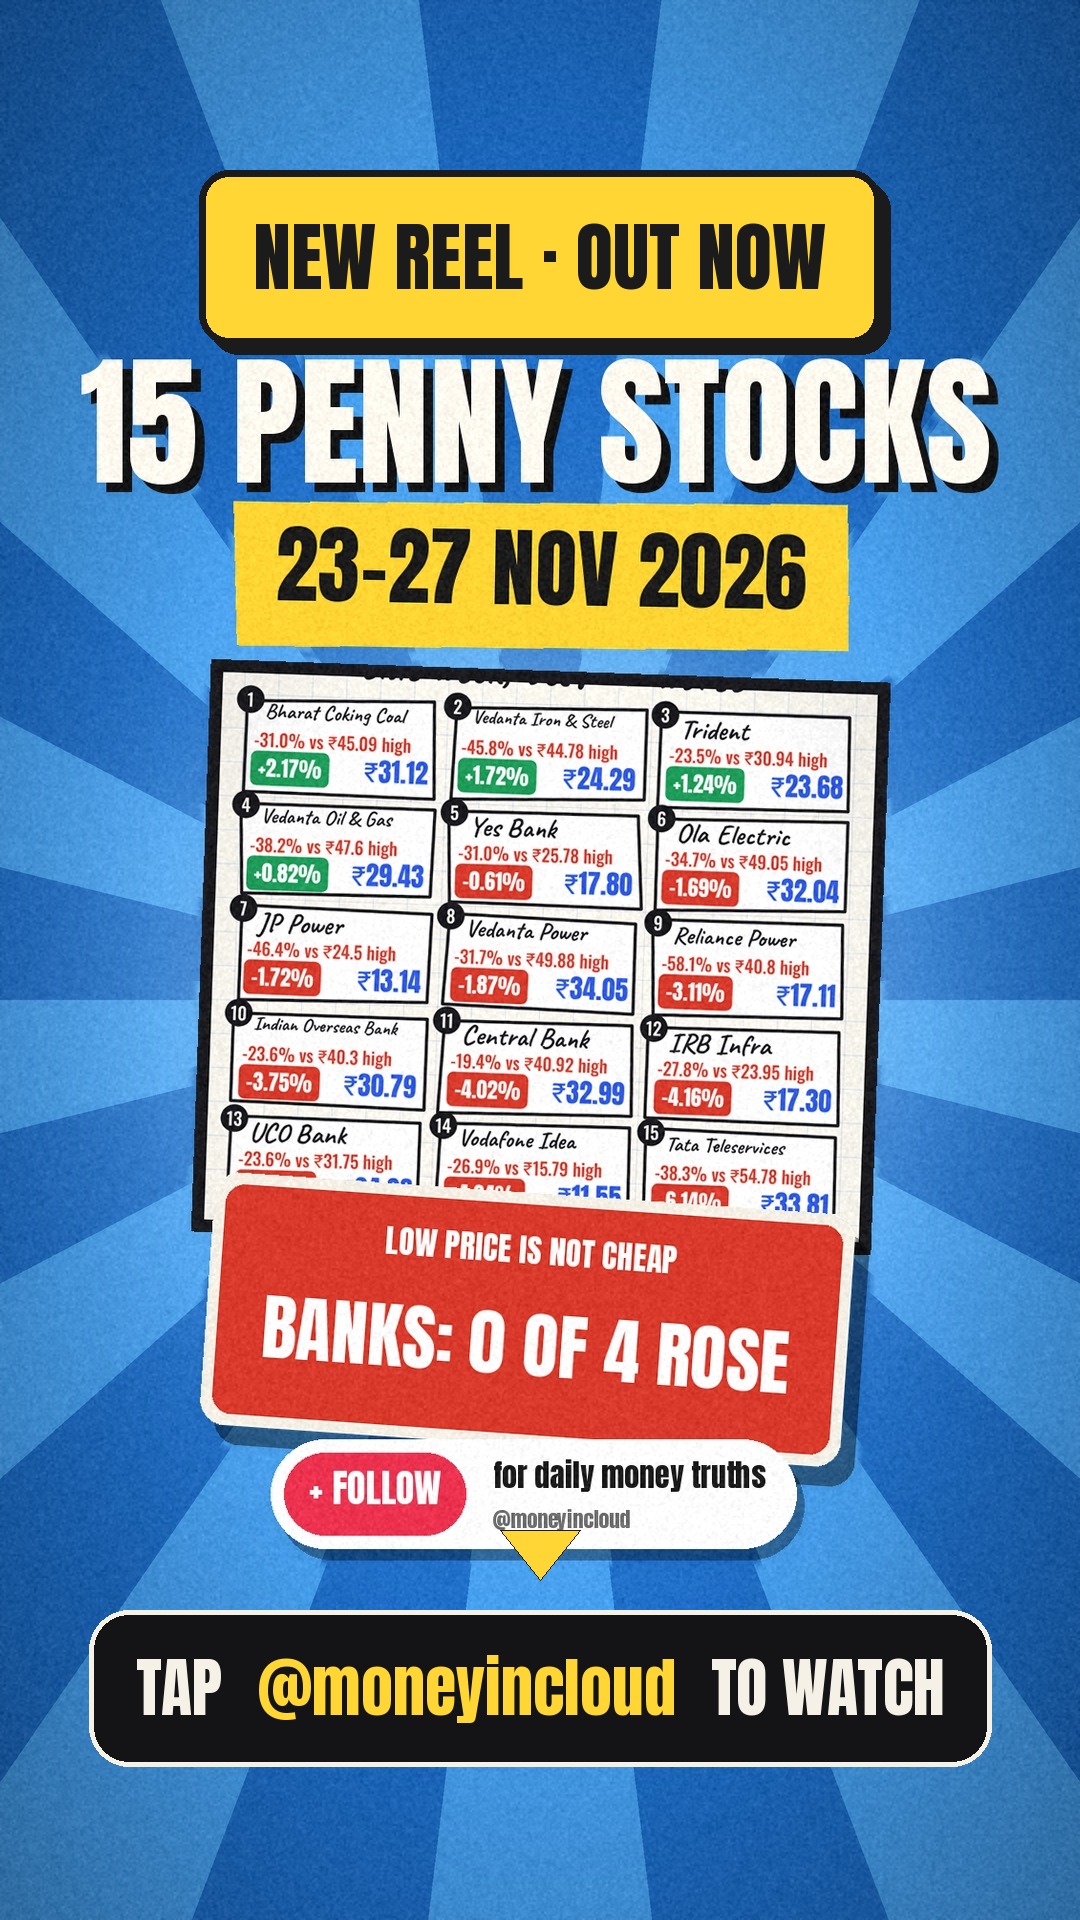 NEW REEL · OUT NOW
15 PENNY STOCKS
23-27 NOV 2026
1 Bharat Coking Coal
-31.0% vs ₹45.09 high
+2.17% ₹31.12
2 Vedanta Iron & Steel
-45.8% vs ₹44.78 high
+1.72% ₹24.29
3 Trident
-23.5% vs ₹30.94 high
+1.24% ₹23.68
4 Vedanta Oil & Gas
-38.2% vs ₹47.6 high
+0.82% ₹29.43
5 Yes Bank
-31.0% vs ₹25.78 high
-0.61% ₹17.80
6 Ola Electric
-34.7% vs ₹49.05 high
-1.69% ₹32.04
7 JP Power
-46.4% vs ₹24.5 high
-1.72% ₹13.14
8 Vedanta Power
-31.7% vs ₹49.88 high
-1.87% ₹34.05
9 Reliance Power
-58.1% vs ₹40.8 high
-3.11% ₹17.11
10 Indian Overseas Bank
-23.6% vs ₹40.3 high
-3.75% ₹30.79
11 Central Bank
-19.4% vs ₹40.92 high
-4.02% ₹32.99
12 IRB Infra
-27.8% vs ₹23.95 high
-4.16% ₹17.30
13 UCO Bank
-23.6% vs ₹31.75 high
14 Vodafone Idea
-26.9% vs ₹15.79 high
₹11.55
15 Tata Teleservices
-38.3% vs ₹54.78 high
-6.14% ₹33.81
LOW PRICE IS NOT CHEAP
BANKS: 0 OF 4 ROSE
+ FOLLOW
for daily money truths
@moneyincloud
TAP @moneyincloud TO WATCH